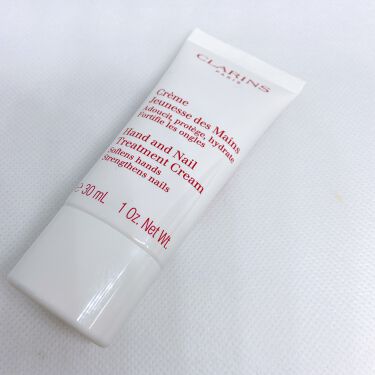 CLARINS
PARIS
Crème
Jeunesse des Mains
Adoucit, protège, hydrate
Fortifie les ongles
Hand and Nail
Treatment Cream
Softens hands
Strengthens nails
e 30 mL 1 Oz. Net Wt.